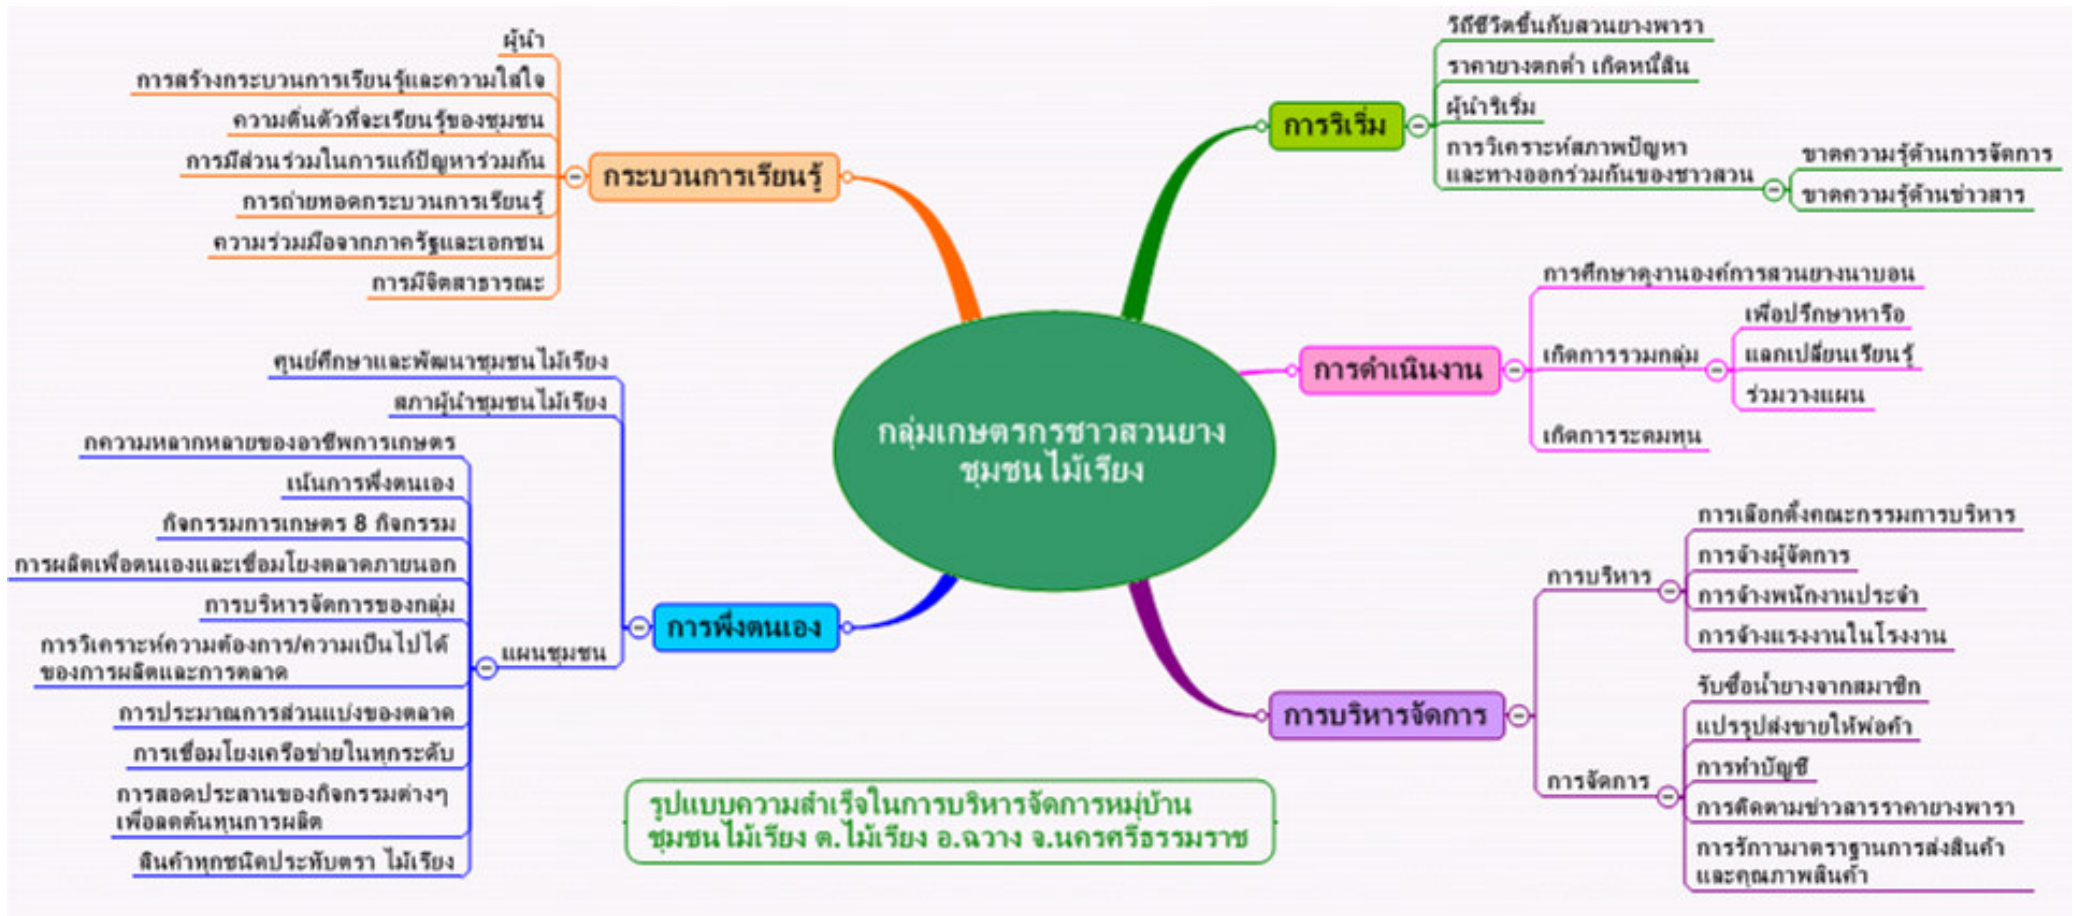 ผู้นำ
การสร้างกระบวนการเรียนรู้และความใส่ใจ
ความตื่นตัวที่จะเรียนรู้ของชุมชน
การมีส่วนร่วมในการแก้ปัญหาร่วมกัน
การถ่ายทอดกระบวนการเรียนรู้
ความร่วมมือจากภาครัฐและเอกชน
การมีจิตสาธารณะ
กระบวนการเรียนรู้
วิถีชีวิตขึ้นกับสวนยางพารา
ราคายางตกต่ำ เกิดหนี้สิน
ผู้นำริเริ่ม
การวิเคราะห์สภาพปัญหา
และทางออกร่วมกันของชาวสวน
ขาดความรู้ด้านการจัดการ
ขาดความรู้ด้านข่าวสาร
การริเริ่ม
การศึกษาดูงานองค์การสวนยางนาบอน
เกิดการรวมกลุ่ม
เพื่อปรึกษาหารือ
แลกเปลี่ยนเรียนรู้
ร่วมวางแผน
เกิดการระดมทุน
การดำเนินงาน
กลุ่มเกษตรกรชาวสวนยาง
ชุมชนไม้เรียง
ศูนย์ศึกษาและพัฒนาชุมชนไม้เรียง
สภาผู้นำชุมชนไม้เรียง
กความหลากหลายของอาชีพการเกษตร
เน้นการพึ่งตนเอง
กิจกรรมการเกษตร 8 กิจกรรม
การผลิตเพื่อตนเองและเชื่อมโยงตลาดภายนอก
การบริหารจัดการของกลุ่ม
การวิเคราะห์ความต้องการ/ความเป็นไปได้
ของการผลิตและการตลาด
การประมาณการส่วนแบ่งของตลาด
การเชื่อมโยงเครือข่ายในทุกระดับ
การสอดประสานของกิจกรรมต่างๆ
เพื่อลดต้นทุนการผลิต
สินค้าทุกชนิดประทับตรา ไม้เรียง
แผนชุมชน
การพึ่งตนเอง
การเลือกตั้งคณะกรรมการบริหาร
การจ้างผู้จัดการ
การจ้างพนักงานประจำ
การจ้างแรงงานในโรงงาน
การบริหาร
รับซื้อน้ำยางจากสมาชิก
แปรรูปส่งขายให้พ่อค้า
การทำบัญชี
การติดตามข่าวสารราคายางพารา
การรักามาตราฐานการส่งสินค้า
และคุณภาพสินค้า
การจัดการ
การบริหารจัดการ
รูปแบบความสำเร็จในการบริหารจัดการหมู่บ้าน
ชุมชนไม้เรียง ต.ไม้เรียง อ.ฉวาง จ.นครศรีธรรมราช